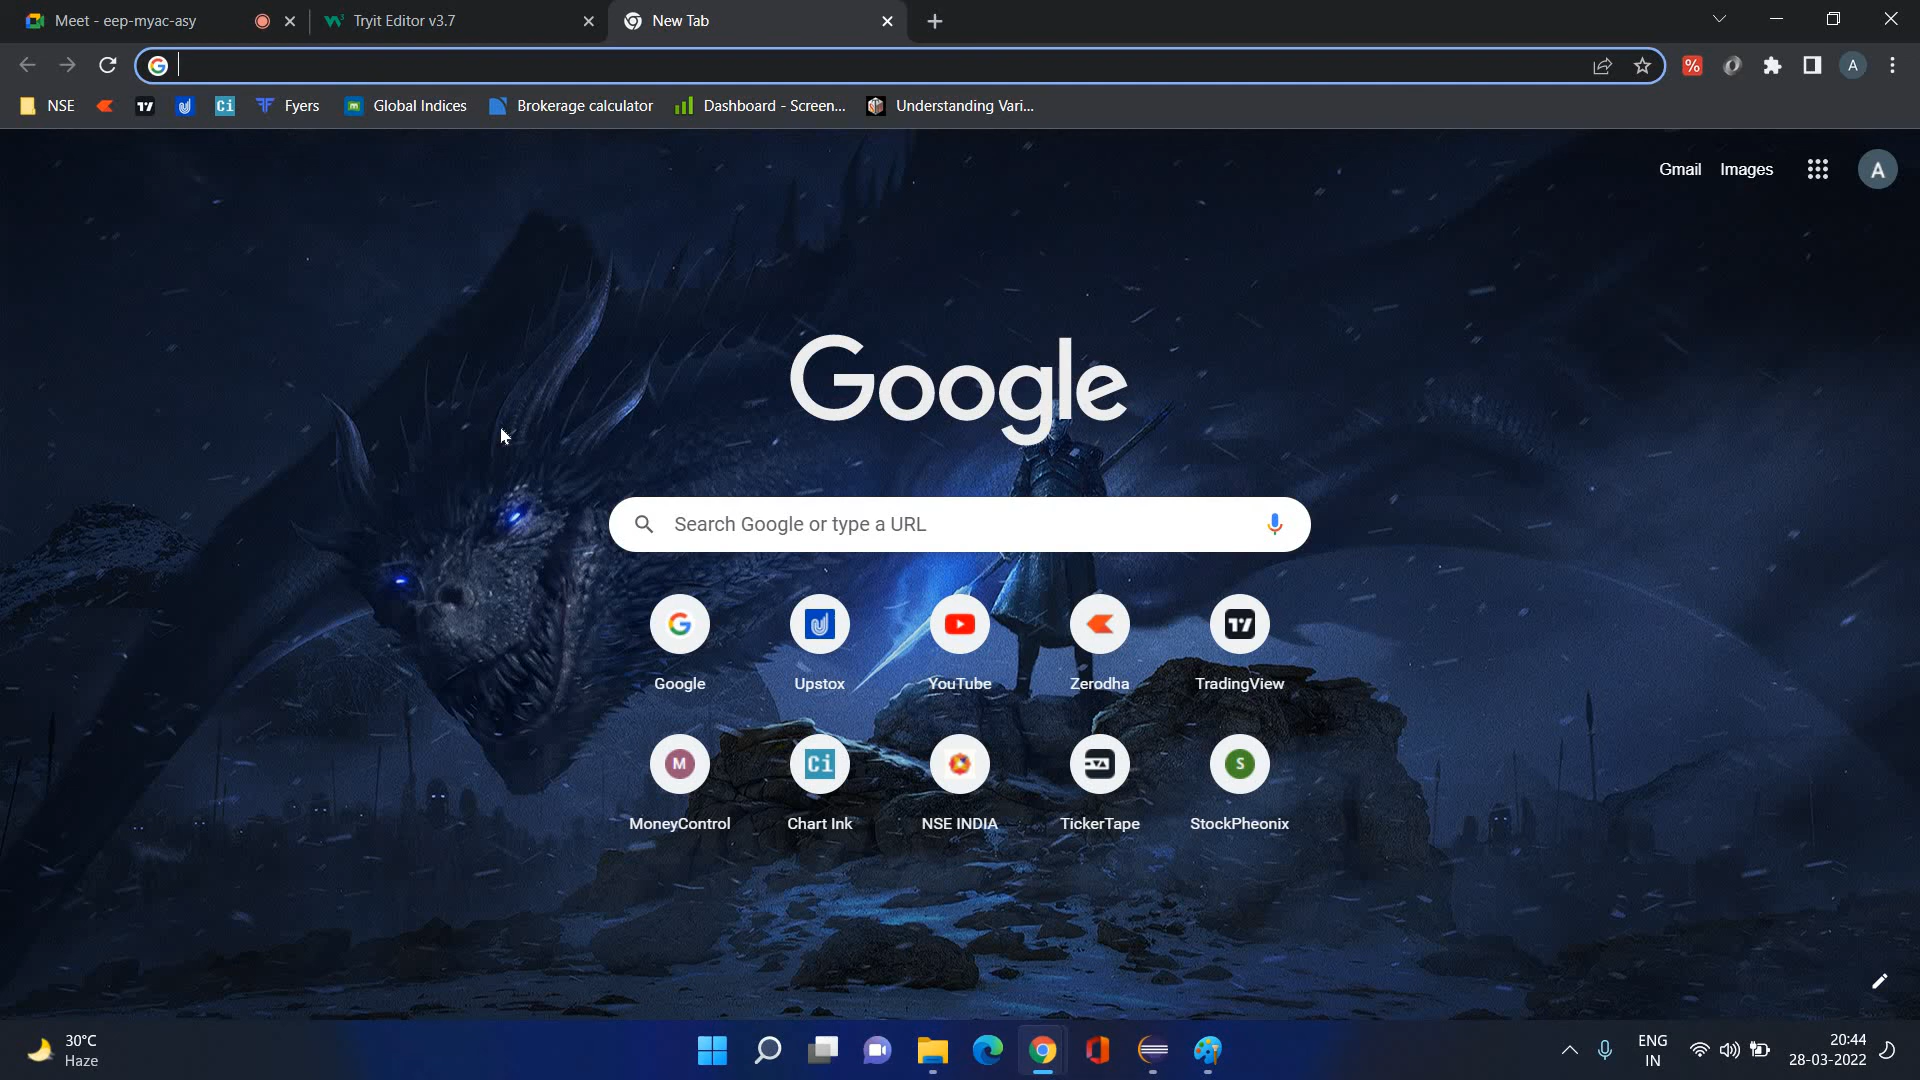 Meet - eep-myac-asy
Tryit Editor v3.7
New Tab
A
NSE
Fyers
Global Indices
Brokerage calculator
Dashboard - Screen...
Understanding Vari...
Gmail
Images
A
Google
Search Google or type a URL
Google
Upstox
YouTube
Zerodha
TradingView
M
Ci
S
MoneyControl
Chart Ink
NSE INDIA
TickerTape
StockPheonix
30°C
Haze
ENG
IN
20:44
28-03-2022